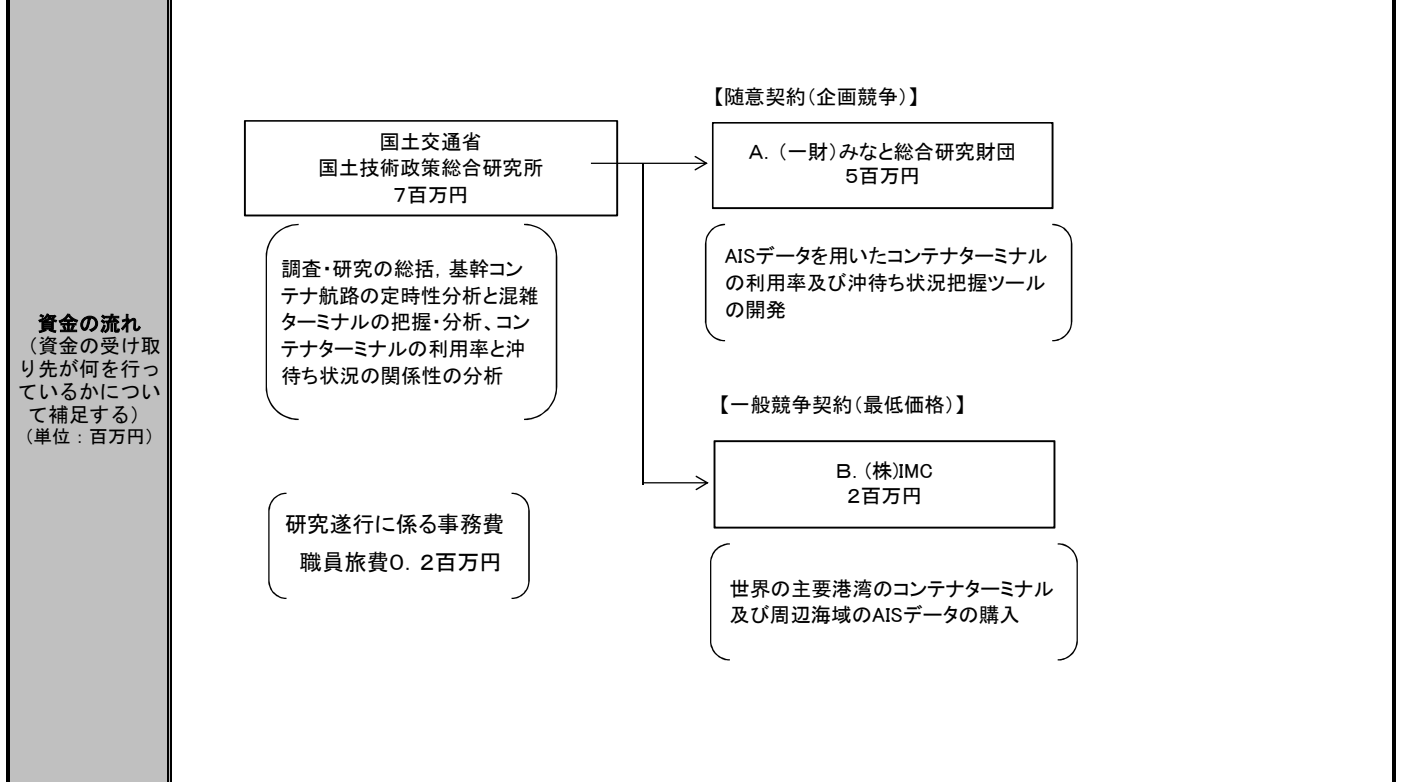 資金の流れ
（資金の受け取
り先が何を行っ
ているかについ
て補足する）
（単位：百万円）
国土交通省
国土技術政策総合研究所
7百万円
調査・研究の総括，基幹コン
テナ航路の定時性分析と混雑
ターミナルの把握・分析、コン
テナターミナルの利用率と沖
待ち状況の関係性の分析
研究遂行に係る事務費
職員旅費０．２百万円
【随意契約（企画競争）】
A．（一財）みなと総合研究財団
５百万円
AISデータを用いたコンテナターミナル
の利用率及び沖待ち状況把握ツール
の開発
【一般競争契約（最低価格）】
B．（株）IMC
2百万円
世界の主要港湾のコンテナターミナル
及び周辺海域のAISデータの購入